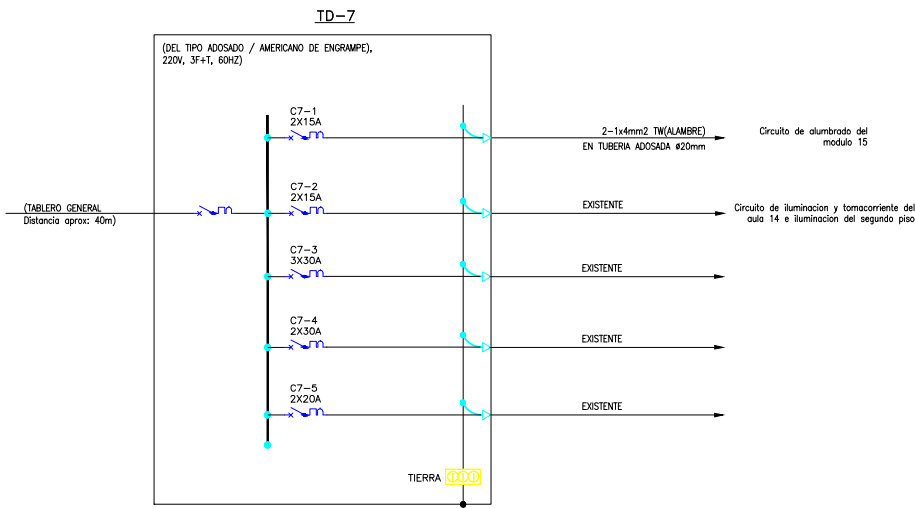 TD-7
(DEL TIPO ADOSADO / AMERICANO DE ENGRAMPE),
220V, 3F+T, 60HZ)
C7-1
2X15A
2-1x4mm2 TW(ALAMBRE)
EN TUBERIA ADOSADA ø20mm
Circuito de alumbrado del
modulo 15
(TABLERO GENERAL
Distancia aprox: 40m)
C7-2
2X15A
EXISTENTE
Circuito de iluminacion y tomacorriente del
aula 14 e iluminacion del segundo piso
C7-3
3X30A
EXISTENTE
C7-4
2X30A
EXISTENTE
C7-5
2X20A
EXISTENTE
TIERRA